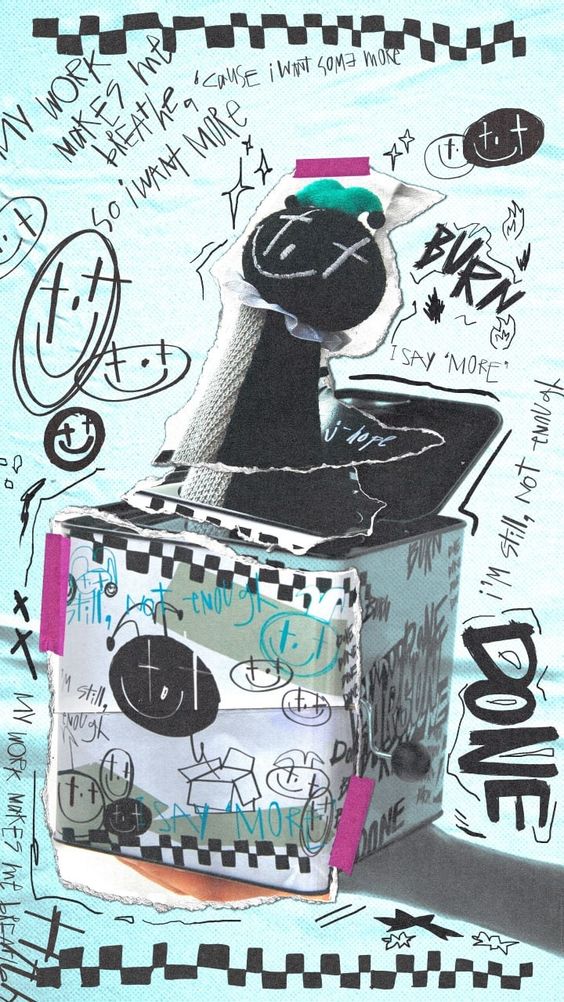 MY WORK
MAKES ME
BREATHE,
SO i WANT MORE
'CAUSE i WANT SOME MORE
BURN
I SAY "MORE"
j-hope
i'M still, NOT ENOUGH
DONE
still, NOT ENOUGH
i'm still,
ENOUGH
I SAY "MORE"
BURN
DONE
DONE
MY WORK MAKES ME BREATH